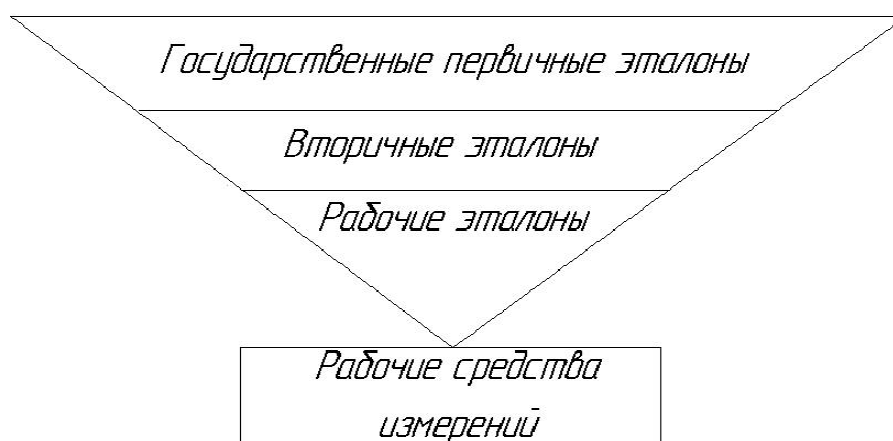 Государственные первичные эталоны
Вторичные эталоны
Рабочие эталоны
Рабочие средства
измерений